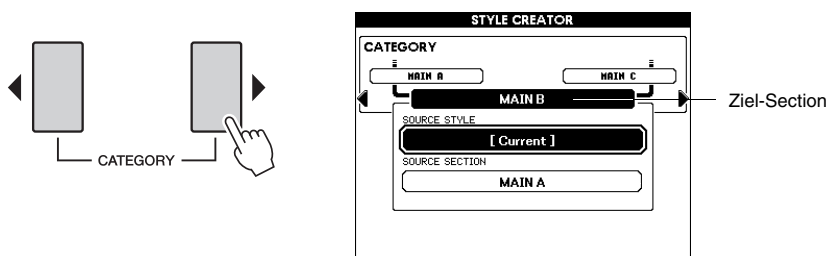 STYLE CREATOR
CATEGORY
MAIN A
MAIN C
MAIN B
Ziel-Section
SOURCE STYLE
[ Current ]
SOURCE SECTION
MAIN A
CATEGORY